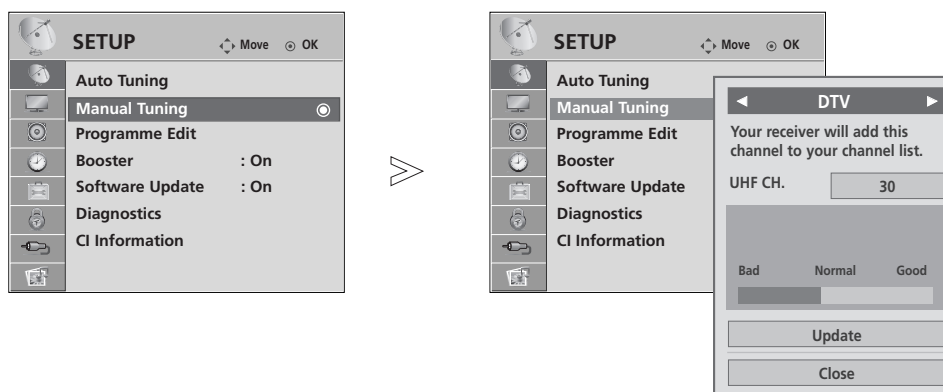 SETUP Move OK
Auto Tuning
Manual Tuning
Programme Edit
Booster : On
Software Update : On
Diagnostics
CI Information
SETUP Move OK
Auto Tuning
Manual Tuning
Programme Edit
Booster
Software Update
Diagnostics
CI Information
DTV
Your receiver will add this
channel to your channel list.
UHF CH. 30
Bad Normal Good
Update
Close